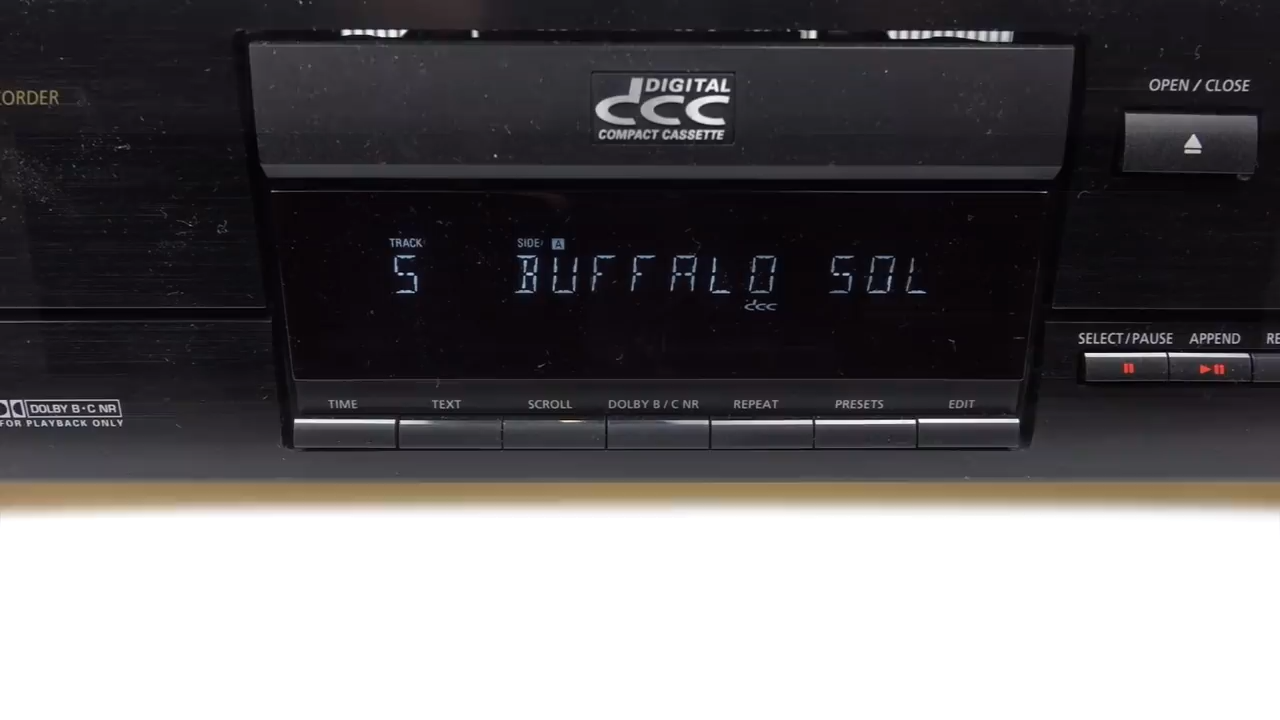 DIGITAL
dcc
COMPACT CASSETTE
OPEN / CLOSE
CORDER
TRACK SIDE A
5 BUFFALO SOL
dcc
SELECT/PAUSE APPEND RE
DOLBY B·C NR
FOR PLAYBACK ONLY
TIME TEXT SCROLL DOLBY B / C NR REPEAT PRESETS EDIT